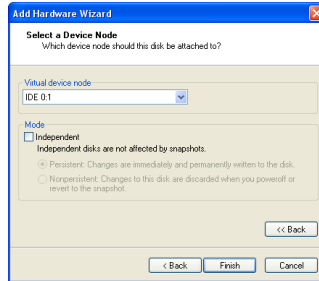 Add Hardware Wizard
Select a Device Node
Which device node should this disk be attached to?
Virtual device node
IDE 0:1
Mode
Independent
Independent disks are not affected by snapshots.
Persistent: Changes are immediately and permanently written to the disk.
Nonpersistent: Changes to this disk are discarded when you poweroff or
revert to the snapshot.
<< Back
< Back Finish Cancel